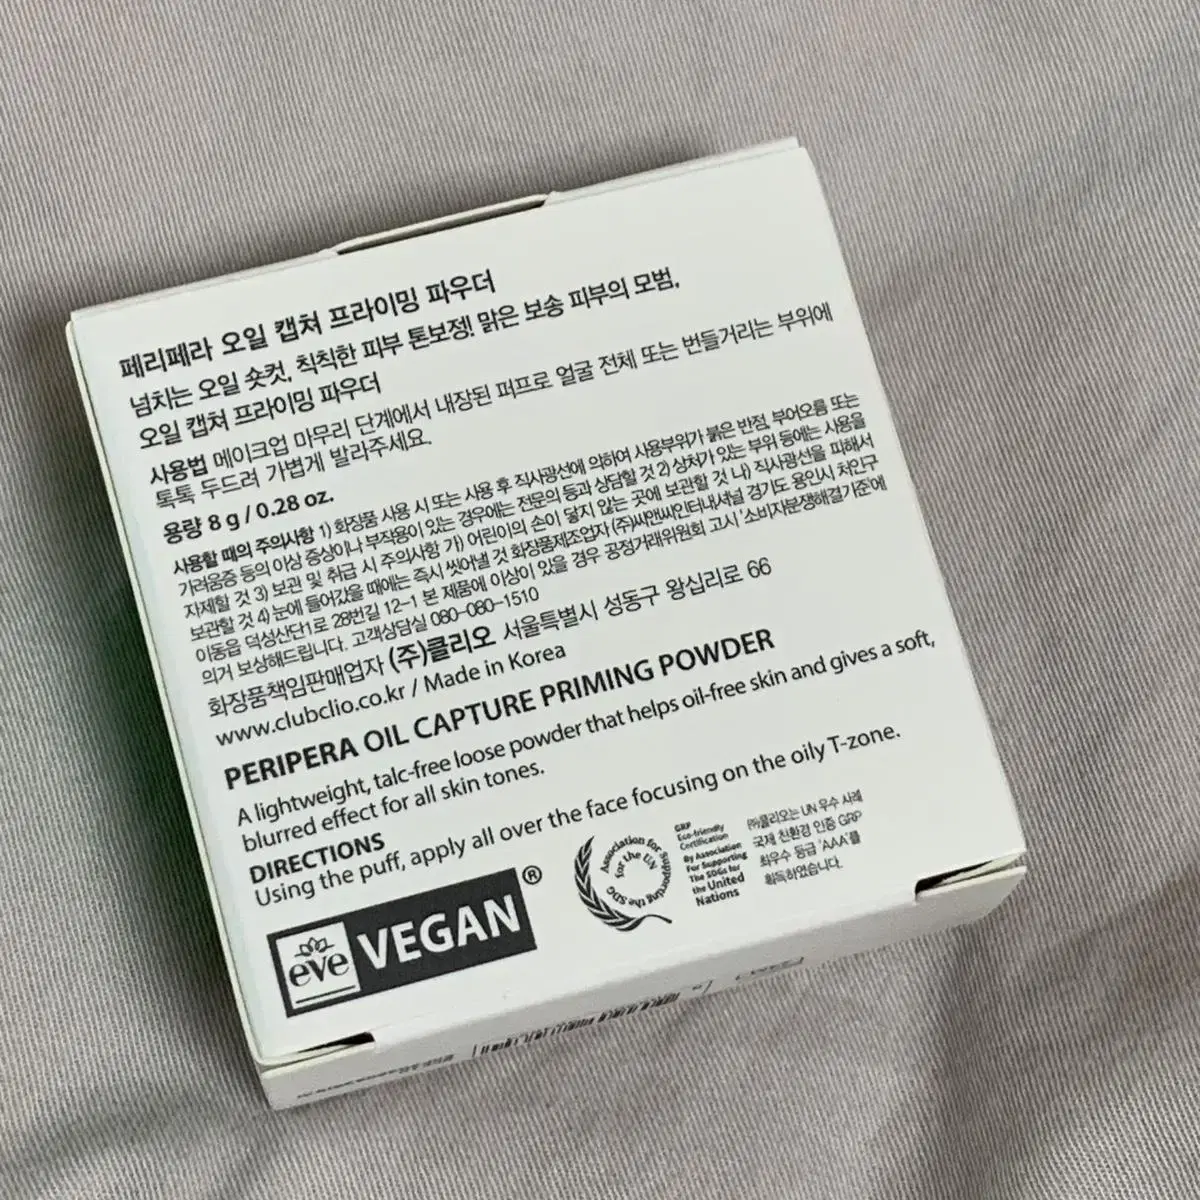 페리페라 오일 캡쳐 프라이밍 파우더
넘치는 오일 숏컷, 칙칙한 피부 톤보정! 맑은 보송 피부의 모범,
오일 캡쳐 프라이밍 파우더
사용법 메이크업 마무리 단계에서 내장된 퍼프로 얼굴 전체 또는 번들거리는 부위에
톡톡 두드려 가볍게 발라주세요.
용량 8 g / 0.28 oz.
사용할 때의 주의사항 1) 화장품 사용 시 또는 사용 후 직사광선에 의하여 사용부위가 붉은 반점, 부어오름 또는
가려움증 등의 이상 증상이나 부작용이 있는 경우에는 전문의 등과 상담할 것 2) 상처가 있는 부위 등에는 사용을
자제할 것 3) 보관 및 취급 시 주의사항 가) 어린이의 손이 닿지 않는 곳에 보관할 것 나) 직사광선을 피해서
보관할 것 4) 눈에 들어갔을 때에는 즉시 씻어낼 것 화장품제조업자 (주)씨앤씨인터내셔널 경기도 용인시 처인구
이동읍 덕성산단1로 28번길 12-1 본 제품에 이상이 있을 경우 공정거래위원회 고시 '소비자분쟁해결기준'에
의거 보상해드립니다. 고객상담실 080-080-1510
화장품책임판매업자 (주)클리오 서울특별시 성동구 왕십리로 66
www.clubclio.co.kr / Made in Korea
PERIPERA OIL CAPTURE PRIMING POWDER
A lightweight, talc-free loose powder that helps oil-free skin and gives a soft,
blurred effect for all skin tones.
DIRECTIONS
Using the puff, apply all over the face focusing on the oily T-zone.
eve VEGAN ®
Association for Supporting the SDG for the UN
GRP
Eco-friendly
Certification
By Association
For Supporting
The SDGs for
the United
Nations
㈜클리오는 UN 우수 사례
국제 친환경 인증 GRP
최우수 등급 'AAA'를
획득하였습니다.